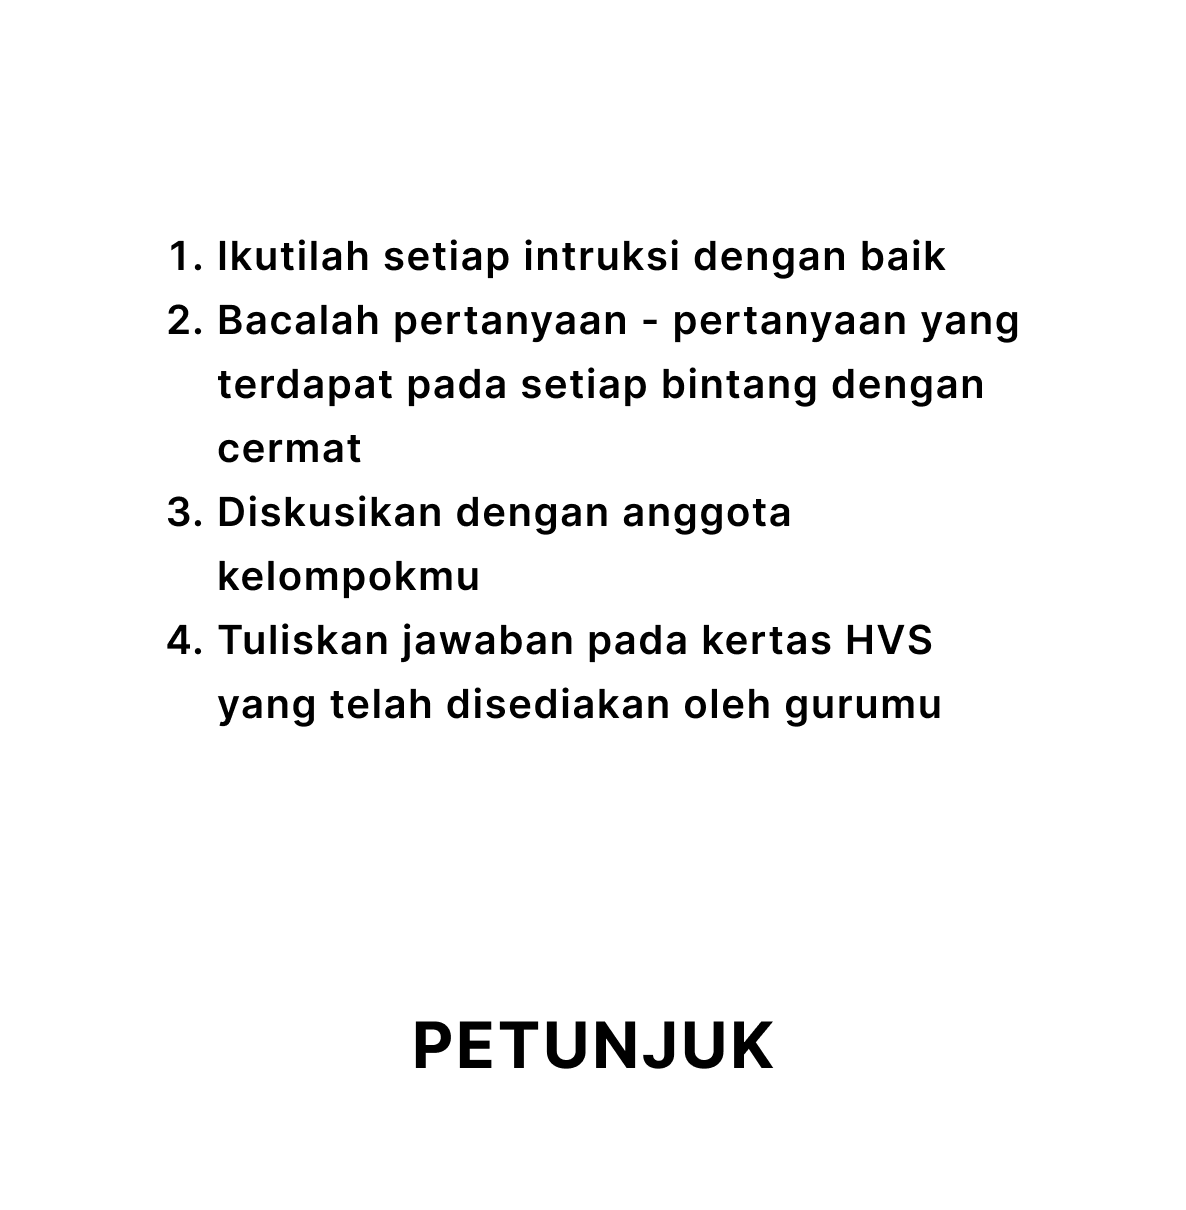 1. Ikutilah setiap intruksi dengan baik
2. Bacalah pertanyaan - pertanyaan yang
terdapat pada setiap bintang dengan
cermat
3. Diskusikan dengan anggota
kelompokmu
4. Tuliskan jawaban pada kertas HVS
yang telah disediakan oleh gurumu
PETUNJUK